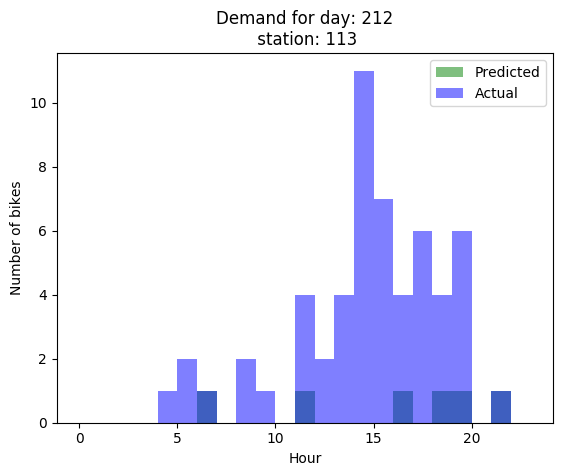 Demand for day: 212
station: 113
Predicted
Actual
Number of bikes
10
8
6
4
2
0
0 5 10 15 20
Hour